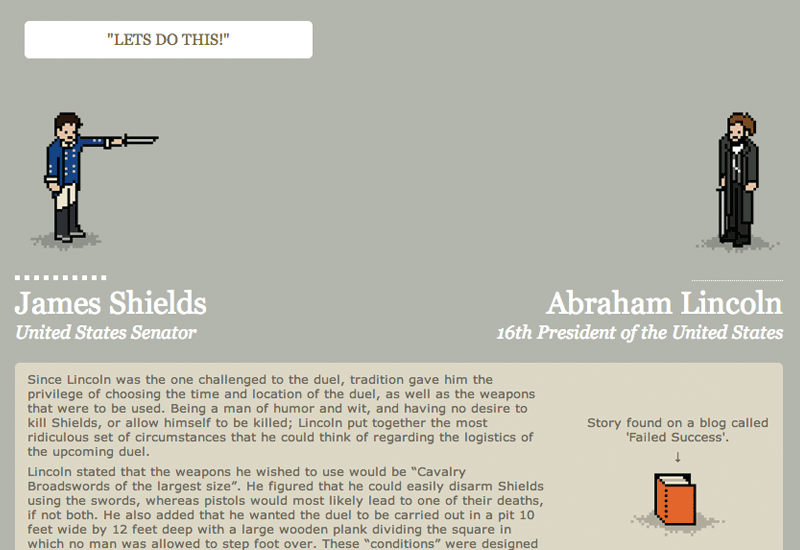 "LETS DO THIS!"
James Shields
United States Senator
Abraham Lincoln
16th President of the United States
Since Lincoln was the one challenged to the duel, tradition gave him the
privilege of choosing the time and location of the duel, as well as the weapons
that were to be used. Being a man of humor and wit, and having no desire to
kill Shields, or allow himself to be killed; Lincoln put together the most
ridiculous set of circumstances that he could think of regarding the logistics of
the upcoming duel.
Lincoln stated that the weapons he wished to use would be “Cavalry
Broadswords of the largest size”. He figured that he could easily disarm Shields
using the swords, whereas pistols would most likely lead to one of their deaths,
if not both. He also added that he wanted the duel to be carried out in a pit 10
feet wide by 12 feet deep with a large wooden plank dividing the square in
which no man was allowed to step foot over. These “conditions” were designed
Story found on a blog called
'Failed Success'.
↓